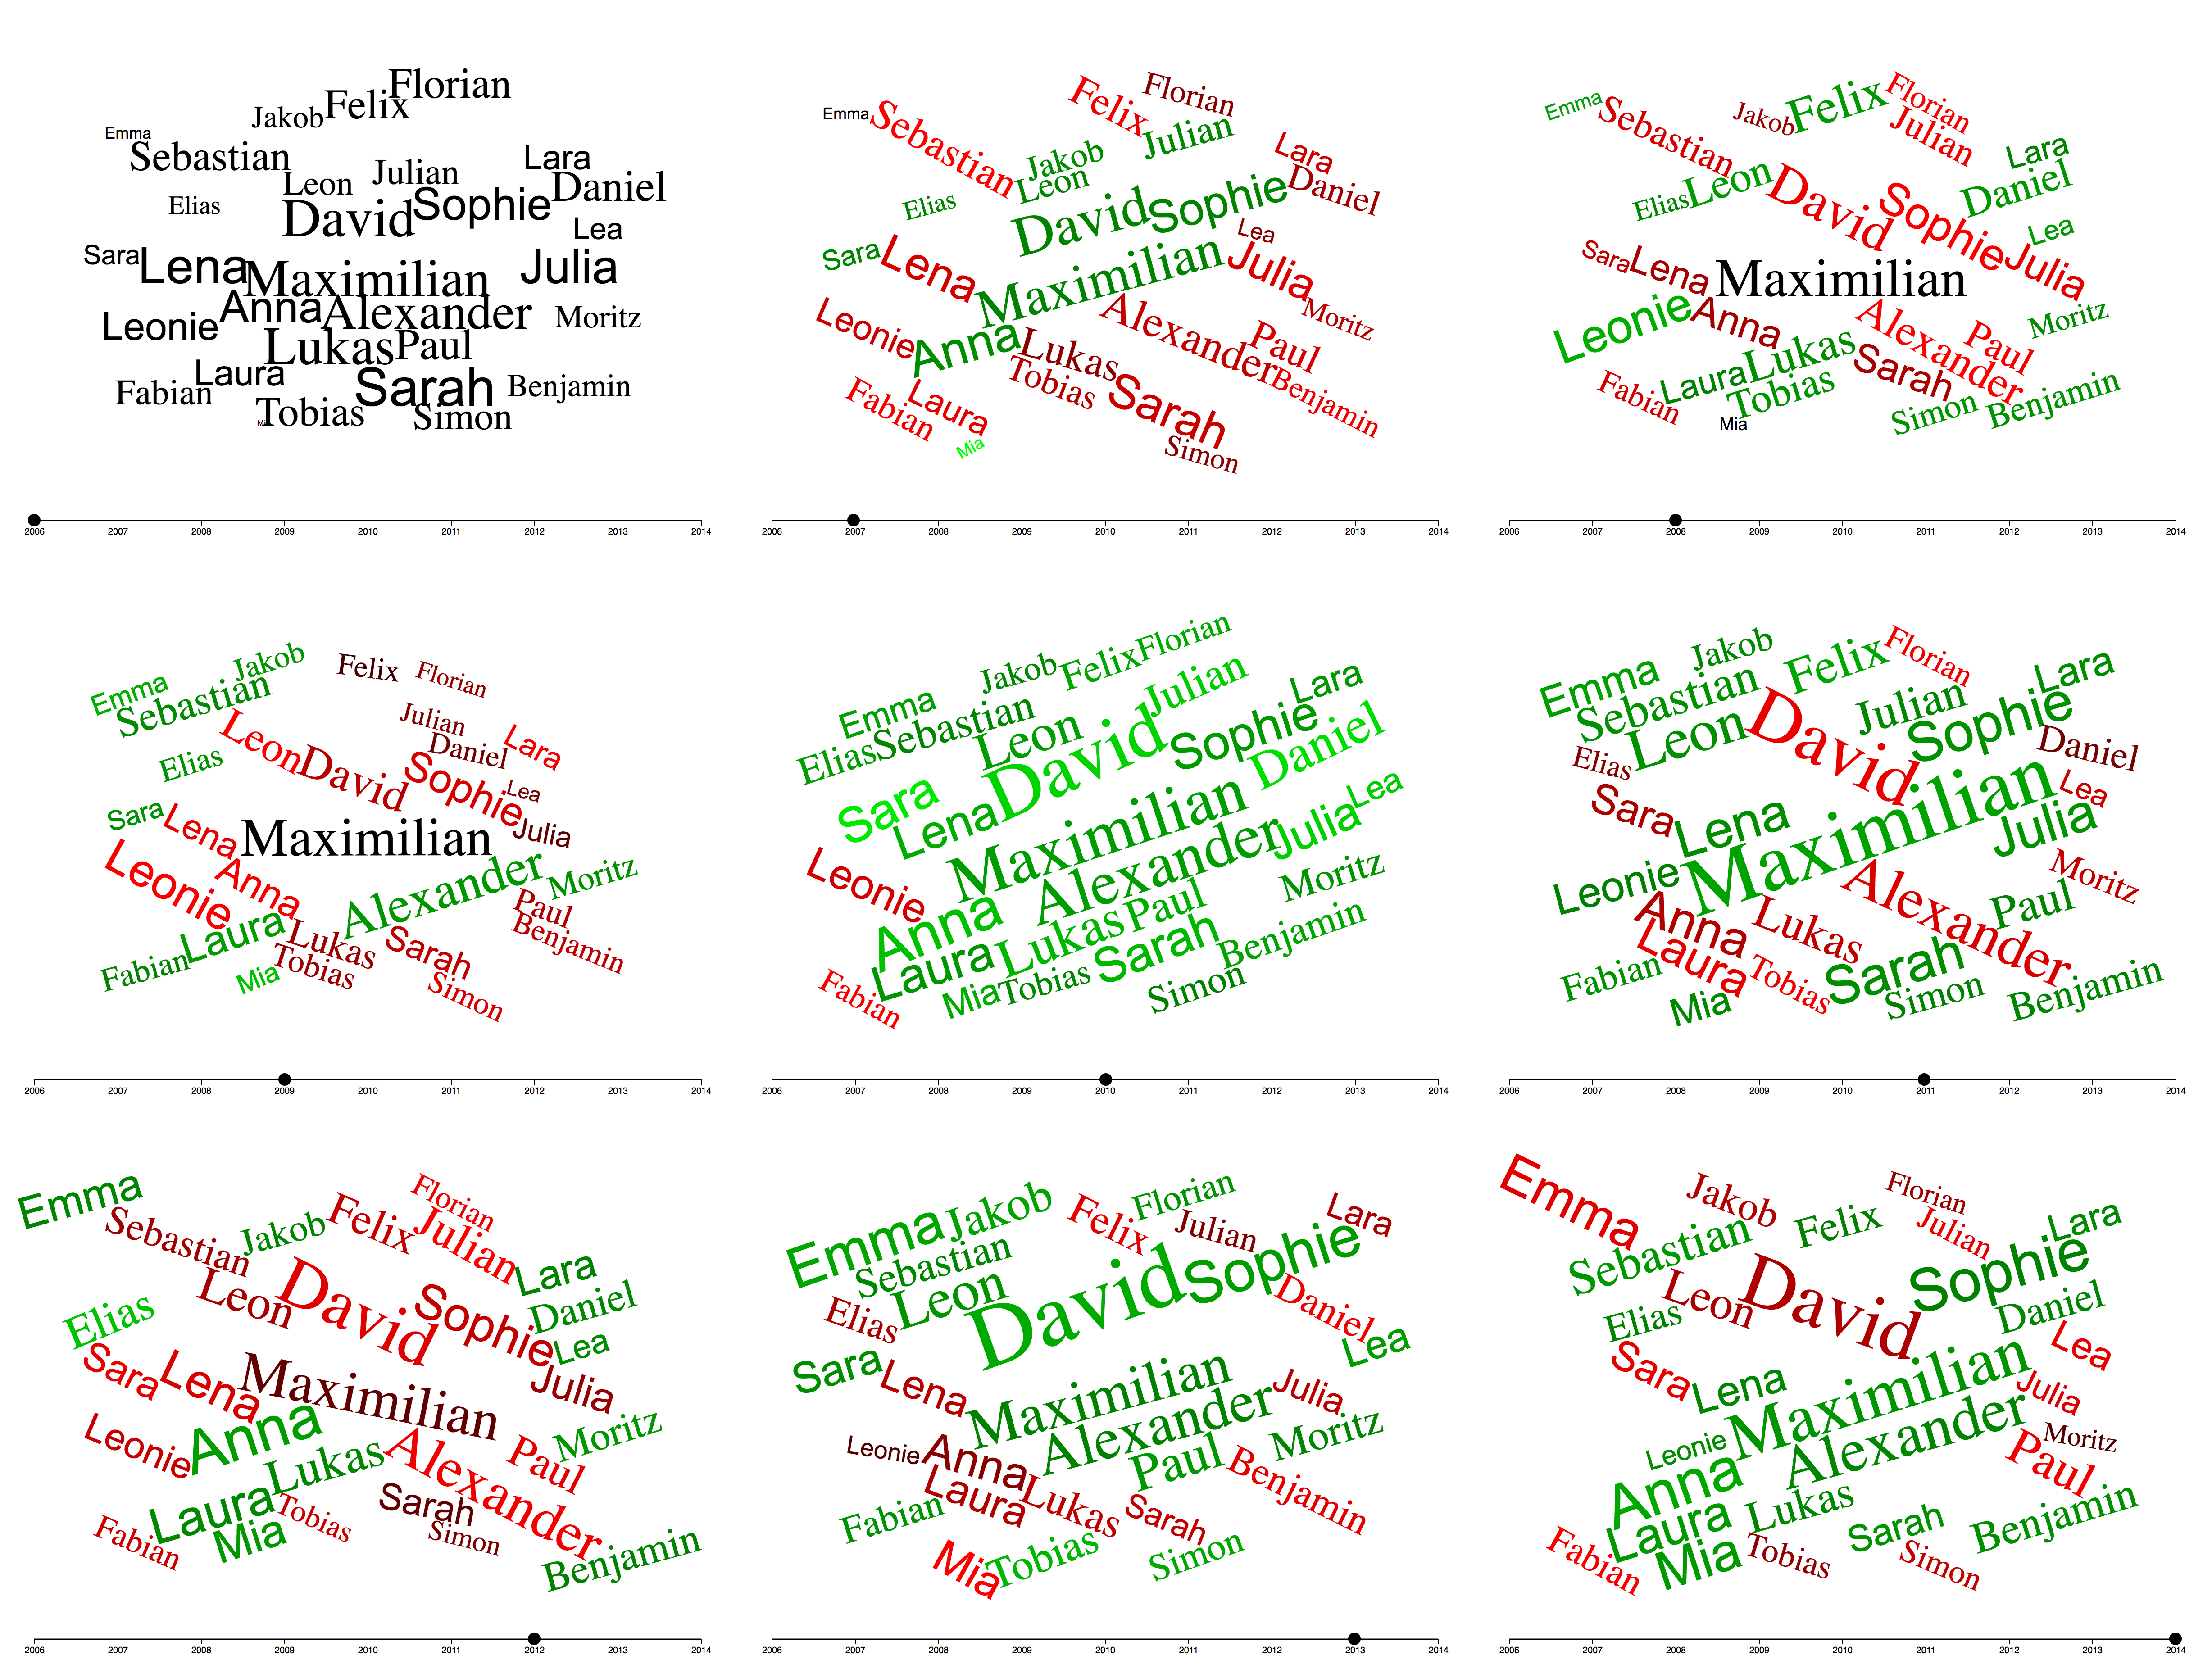 Florian
Felix
Jakob
Emma
Sebastian
Lara
Julian
Leon
Daniel
Elias
Sophie
David
Lea
Sara
Lena
Julia
Maximilian
Anna
Alexander
Moritz
Leonie
Lukas
Paul
Laura
Sarah
Benjamin
Fabian
Tobias
Simon
Mia
2006 2007 2008 2009 2010 2011 2012 2013 2014
Florian
Felix
Emma
Sebastian
Julian
Jakob
Lara
Leon
Daniel
Elias
David
Sophie
Lea
Sara
Lena
Julia
Maximilian
Leonie
Moritz
Alexander
Anna
Lukas
Paul
Tobias
Benjamin
Fabian
Laura
Sarah
Mia
Simon
2006 2007 2008 2009 2010 2011 2012 2013 2014
Emma
Sebastian
Jakob
Felix
Florian
Julian
Lara
Elias
Leon
David
Sophie
Daniel
Lea
Sara
Lena
Julia
Maximilian
Leonie
Anna
Moritz
Alexander
Paul
Lukas
Laura
Sarah
Fabian
Tobias
Mia
Simon
Benjamin
2006 2007 2008 2009 2010 2011 2012 2013 2014
Jakob
Felix
Florian
Emma
Sebastian
Julian
Lara
Leon
Daniel
Elias
David
Sophie
Lea
Sara
Lena
Julia
Maximilian
Leonie
Anna
Alexander
Moritz
Paul
Laura
Lukas
Sarah
Benjamin
Fabian
Tobias
Mia
Simon
2006 2007 2008 2009 2010 2011 2012 2013 2014
Florian
Felix
Jakob
Julian
Lara
Emma
Sebastian
Elias
Leon
David
Sophie
Daniel
Sara
Lena
Lea
Julia
Maximilian
Leonie
Alexander
Moritz
Anna
Paul
Lukas
Laura
Sarah
Benjamin
Fabian
Mia
Tobias
Simon
2006 2007 2008 2009 2010 2011 2012 2013 2014
Jakob
Felix
Florian
Emma
Sebastian
Lara
Julian
Leon
David
Sophie
Elias
Daniel
Sara
Lena
Lea
Julia
Maximilian
Leonie
Moritz
Anna
Lukas
Alexander
Paul
Laura
Tobias
Sarah
Fabian
Mia
Simon
Benjamin
2006 2007 2008 2009 2010 2011 2012 2013 2014
Emma
Florian
Felix
Julian
Sebastian
Jakob
Leon
Lara
Elias
David
Sophie
Daniel
Lea
Sara
Lena
Julia
Maximilian
Leonie
Anna
Moritz
Paul
Alexander
Lukas
Laura
Sarah
Tobias
Fabian
Mia
Simon
Benjamin
2006 2007 2008 2009 2010 2011 2012 2013 2014
Emma
Jakob
Felix
Florian
Julian
Lara
Sebastian
Sophie
Elias
Leon
David
Daniel
Lea
Sara
Lena
Julia
Maximilian
Leonie
Anna
Alexander
Moritz
Laura
Lukas
Paul
Benjamin
Fabian
Sarah
Mia
Tobias
Simon
2006 2007 2008 2009 2010 2011 2012 2013 2014
Emma
Jakob
Felix
Florian
Julian
Lara
Sebastian
Sophie
Elias
Leon
David
Daniel
Lea
Sara
Lena
Julia
Maximilian
Leonie
Alexander
Moritz
Anna
Paul
Laura
Lukas
Sarah
Benjamin
Fabian
Mia
Tobias
Simon
2006 2007 2008 2009 2010 2011 2012 2013 2014